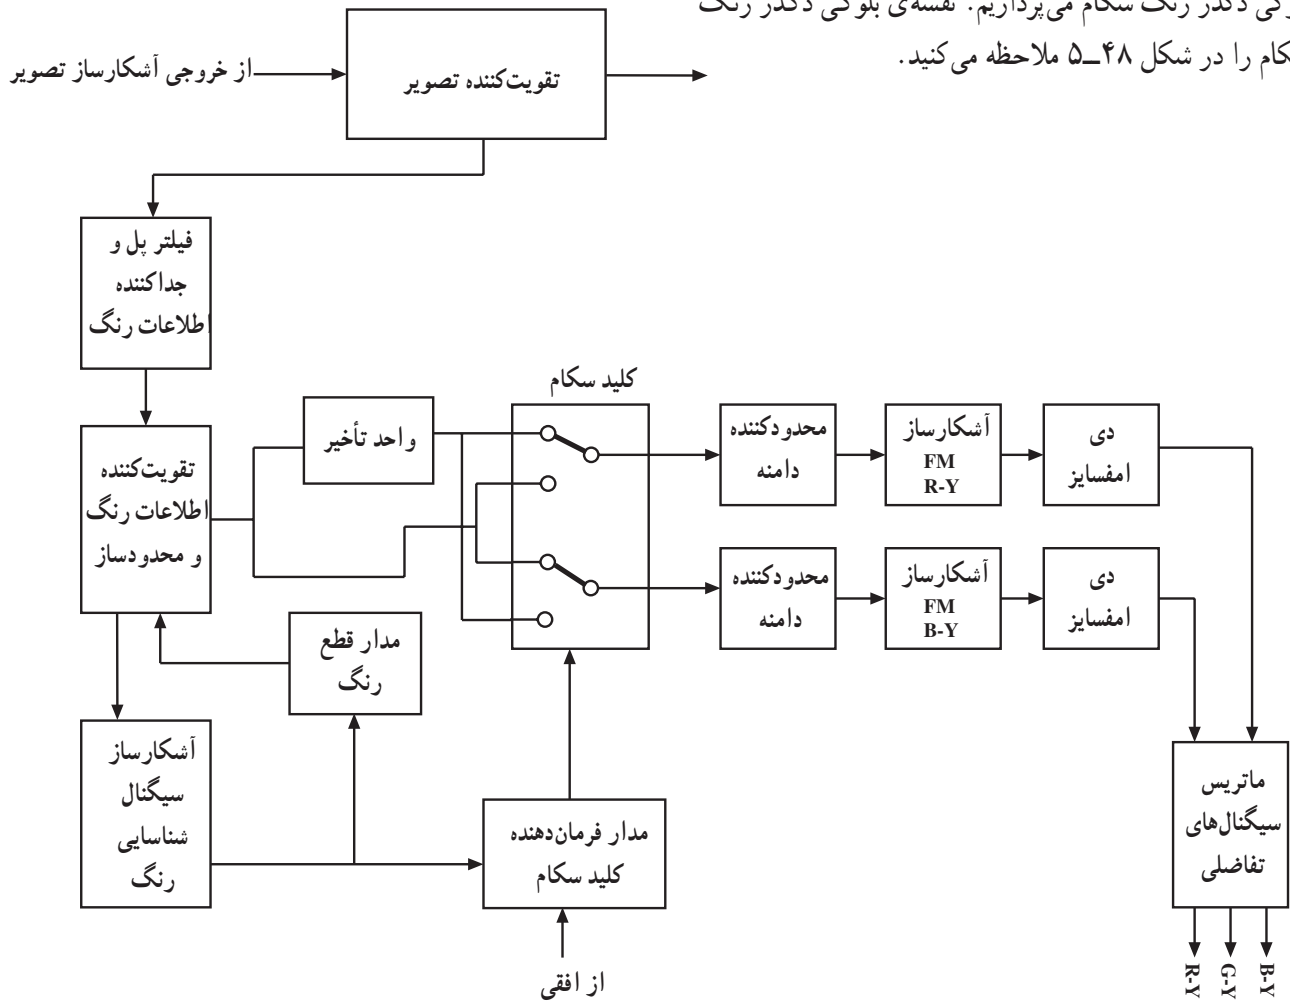 وکی دکدر رنگ سکام می‌پردازیم. نقشه‌ی بلوکی دکدر رنگ
کام را در شکل ۴۸ــ۵ ملاحظه می‌کنید.
از خروجی آشکارساز تصویر
تقویت‌کننده تصویر
فیلتر پل و
جداکننده
اطلاعات رنگ
کلید سکام
واحد تأخیر
محدودکننده
دامنه
آشکارساز
FM
R-Y
دی
امفسایز
تقویت‌کننده
اطلاعات رنگ
و محدودساز
محدودکننده
دامنه
آشکارساز
FM
B-Y
دی
امفسایز
مدار قطع
رنگ
آشکارساز
سیگنال
شناسایی
رنگ
مدار فرمان‌دهنده
کلید سکام
ماتریس
سیگنال‌های
تفاضلی
از افقی
R-Y
G-Y
B-Y